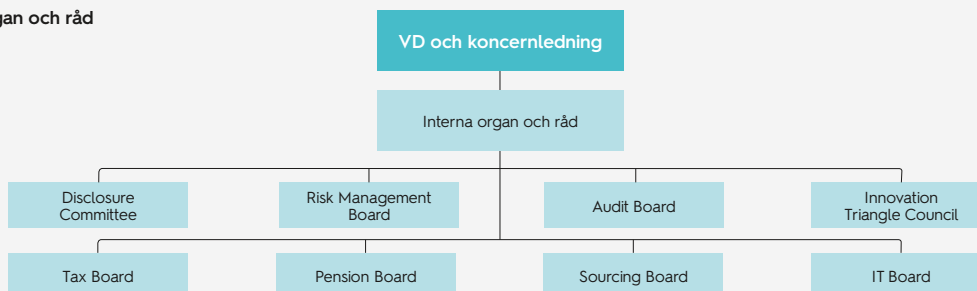 och råd
VD och koncernledning
Interna organ och råd
Disclosure
Committee
Risk Management
Board
Audit Board
Innovation
Triangle Council
Tax Board
Pension Board
Sourcing Board
IT Board